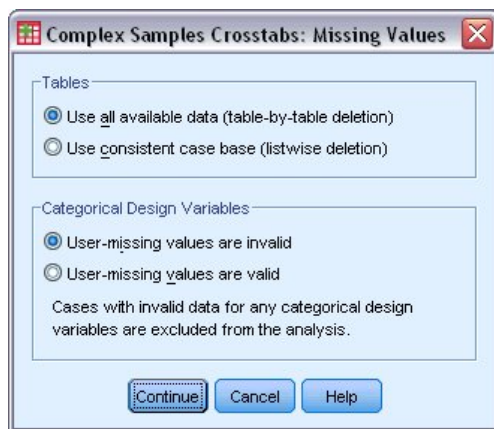 Complex Samples Crosstabs: Missing Values
Tables
Use all available data (table-by-table deletion)
Use consistent case base (listwise deletion)
Categorical Design Variables
User-missing values are invalid
User-missing values are valid
Cases with invalid data for any categorical design
variables are excluded from the analysis.
Continue Cancel Help